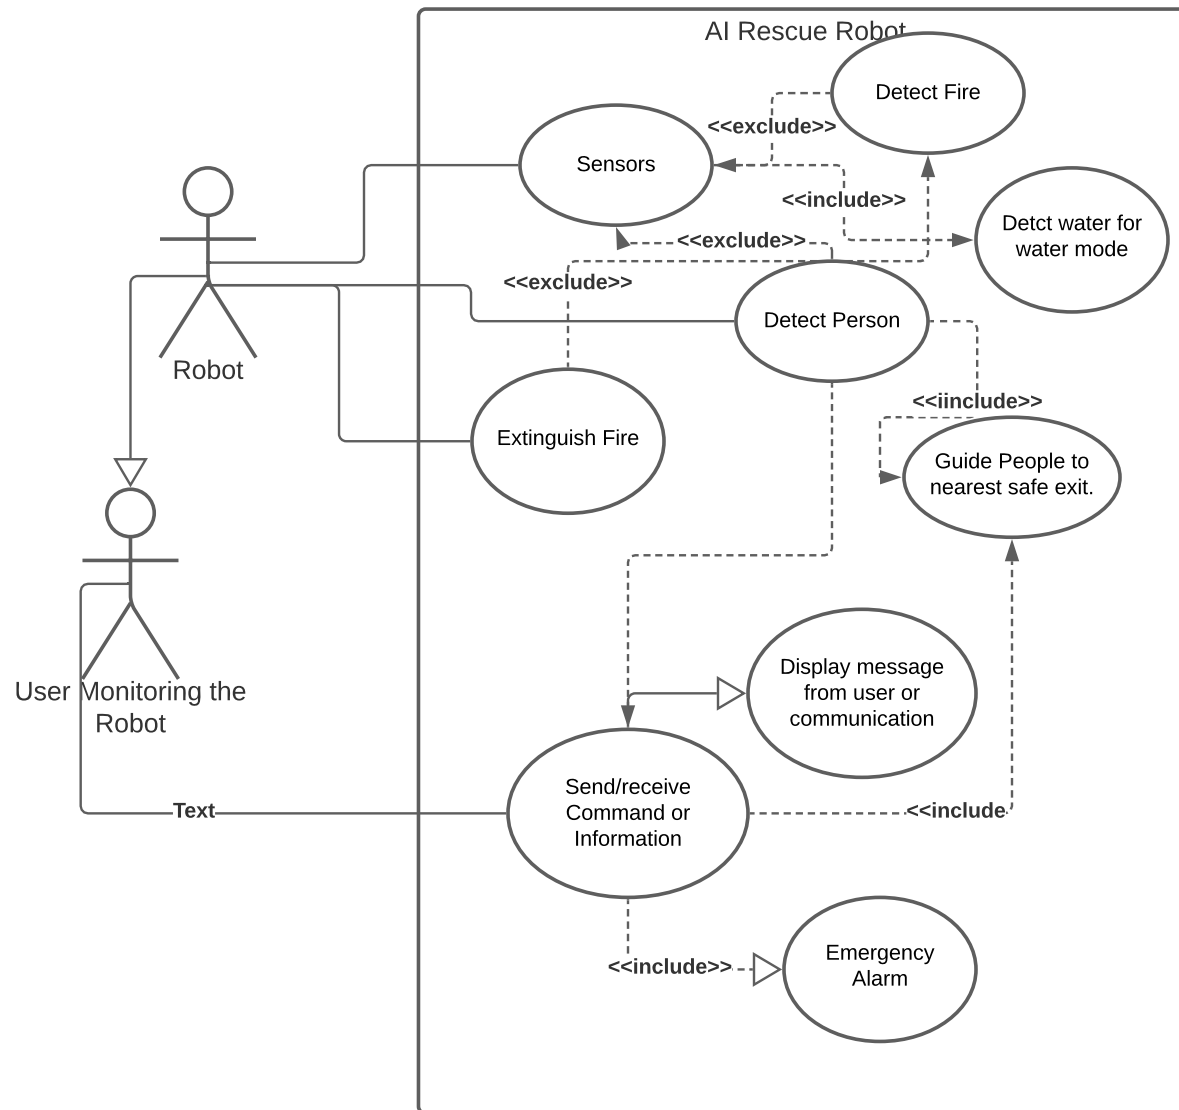 AI Rescue Robot
Detect Fire
<<exclude>>
Sensors
<<include>>
Detct water for
water mode
<<exclude>>
<<exclude>>
Detect Person
Robot
<<iinclude>>
Extinguish Fire
Guide People to
nearest safe exit.
Display message
from user or
communication
User Monitoring the
Robot
Send/receive
Command or
Information
Text
<<include
Emergency
Alarm
<<include>>